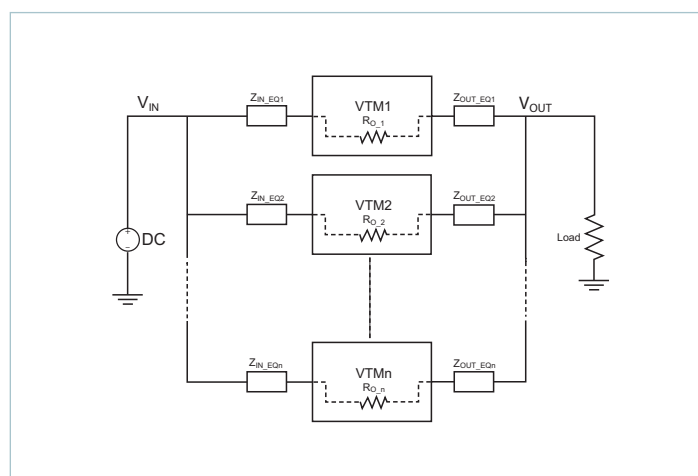 V_IN
Z_IN_EQ1
VTM1
R_O_1
Z_OUT_EQ1
V_OUT
Z_IN_EQ2
VTM2
R_O_2
Z_OUT_EQ2
+
−
DC
Load
Z_IN_EQn
VTMn
R_O_n
Z_OUT_EQn